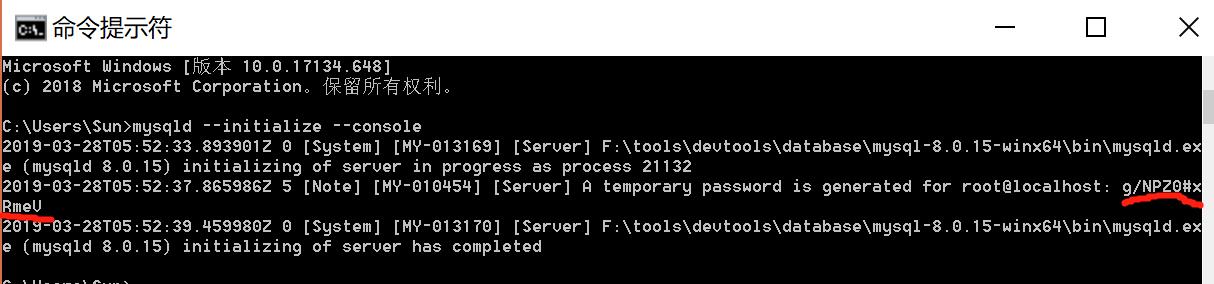 命令提示符
Microsoft Windows [版本 10.0.17134.648]
(c) 2018 Microsoft Corporation。保留所有权利。
C:\Users\Sun>mysqld --initialize --console
2019-03-28T05:52:33.893901Z 0 [System] [MY-013169] [Server] F:\tools\devtools\database\mysql-8.0.15-winx64\bin\mysqld.ex
e (mysqld 8.0.15) initializing of server in progress as process 21132
2019-03-28T05:52:37.865986Z 5 [Note] [MY-010454] [Server] A temporary password is generated for root@localhost: g/NPZ0#x
RmeV
2019-03-28T05:52:39.459980Z 0 [System] [MY-013170] [Server] F:\tools\devtools\database\mysql-8.0.15-winx64\bin\mysqld.ex
e (mysqld 8.0.15) initializing of server has completed
C:\Users\Sun>